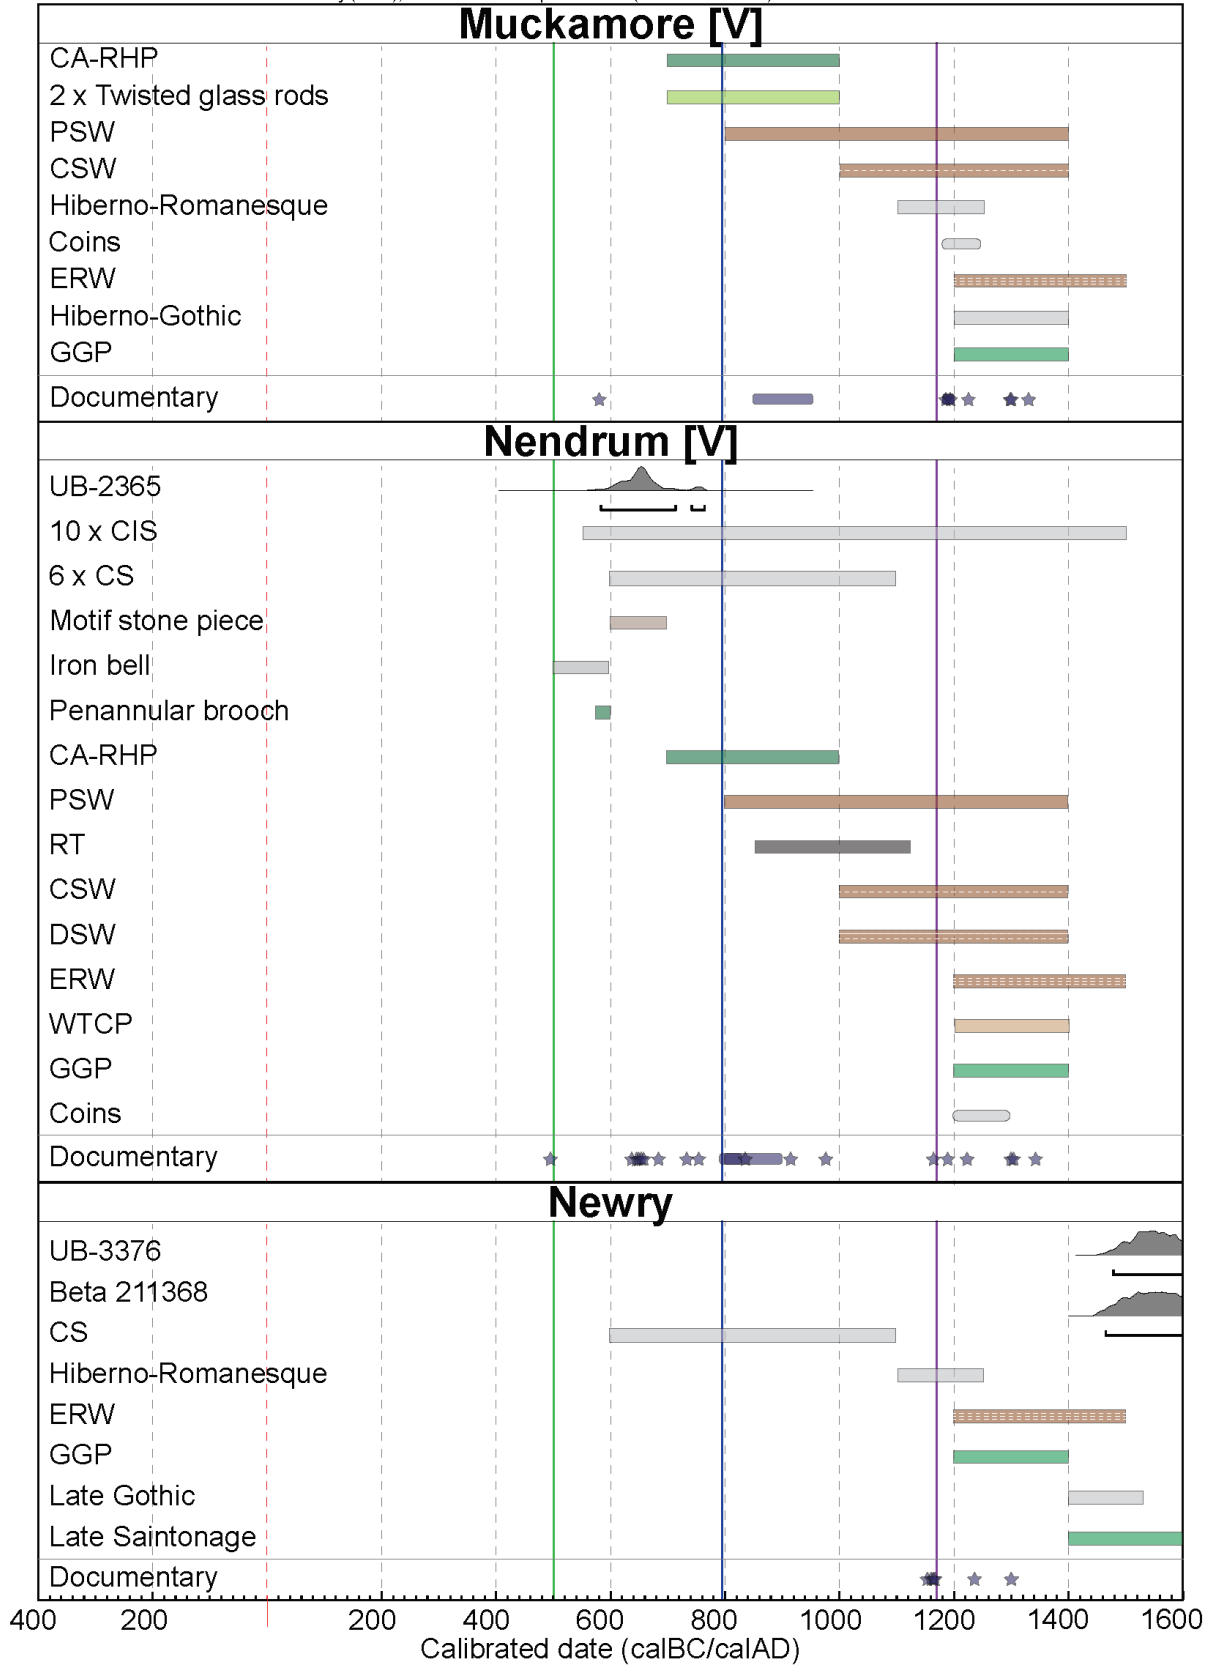 Muckamore [V]
CA-RHP
2 x Twisted glass rods
PSW
CSW
Hiberno-Romanesque
Coins
ERW
Hiberno-Gothic
GGP
Documentary
Nendrum [V]
UB-2365
10 x CIS
6 x CS
Motif stone piece
Iron bell
Penannular brooch
CA-RHP
PSW
RT
CSW
DSW
ERW
WTCP
GGP
Coins
Documentary
Newry
UB-3376
Beta 211368
CS
Hiberno-Romanesque
ERW
GGP
Late Gothic
Late Saintonage
Documentary
400 200 200 400 600 800 1000 1200 1400 1600
Calibrated date (calBC/calAD)